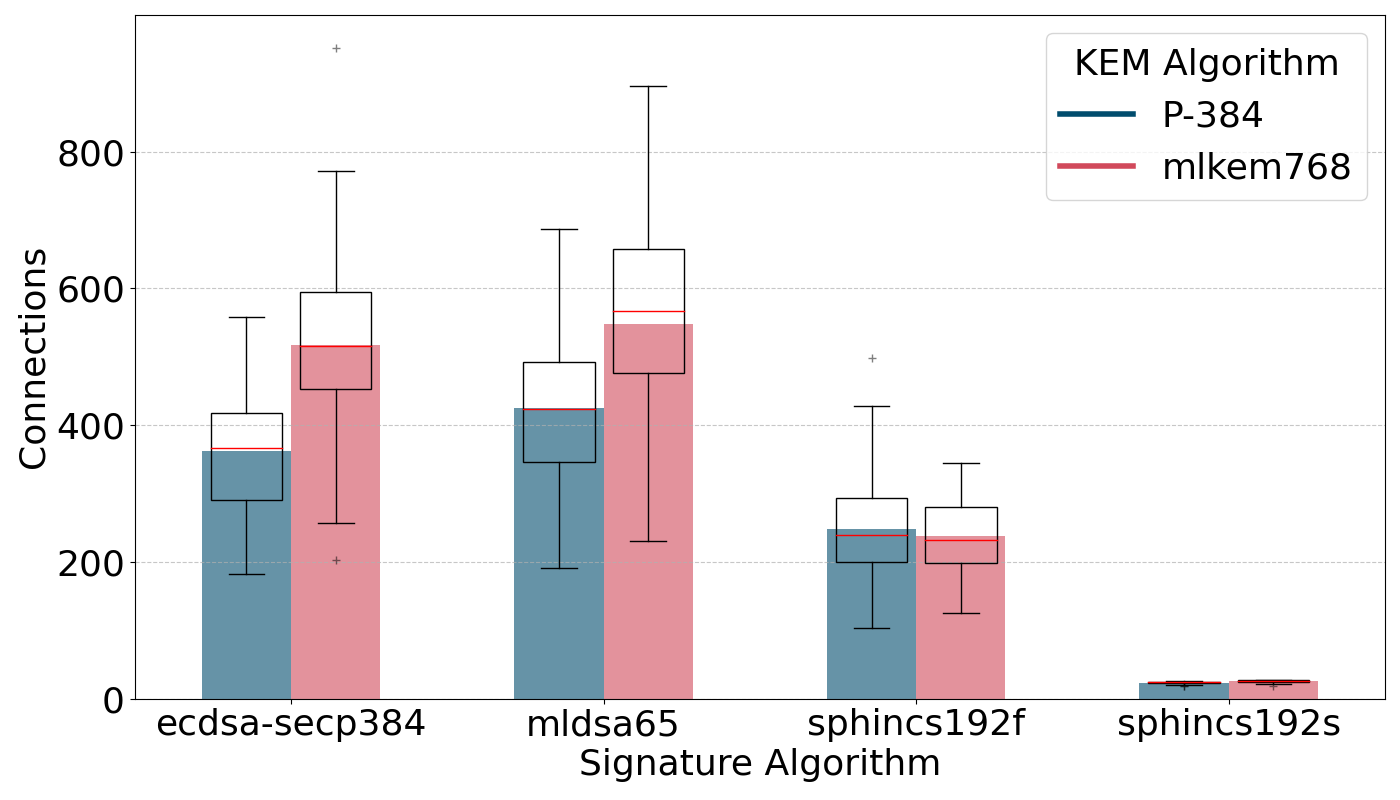 KEM Algorithm
P-384
mlkem768
Connections
800
600
400
200
0
ecdsa-secp384 mldsa65 sphincs192f sphincs192s
Signature Algorithm